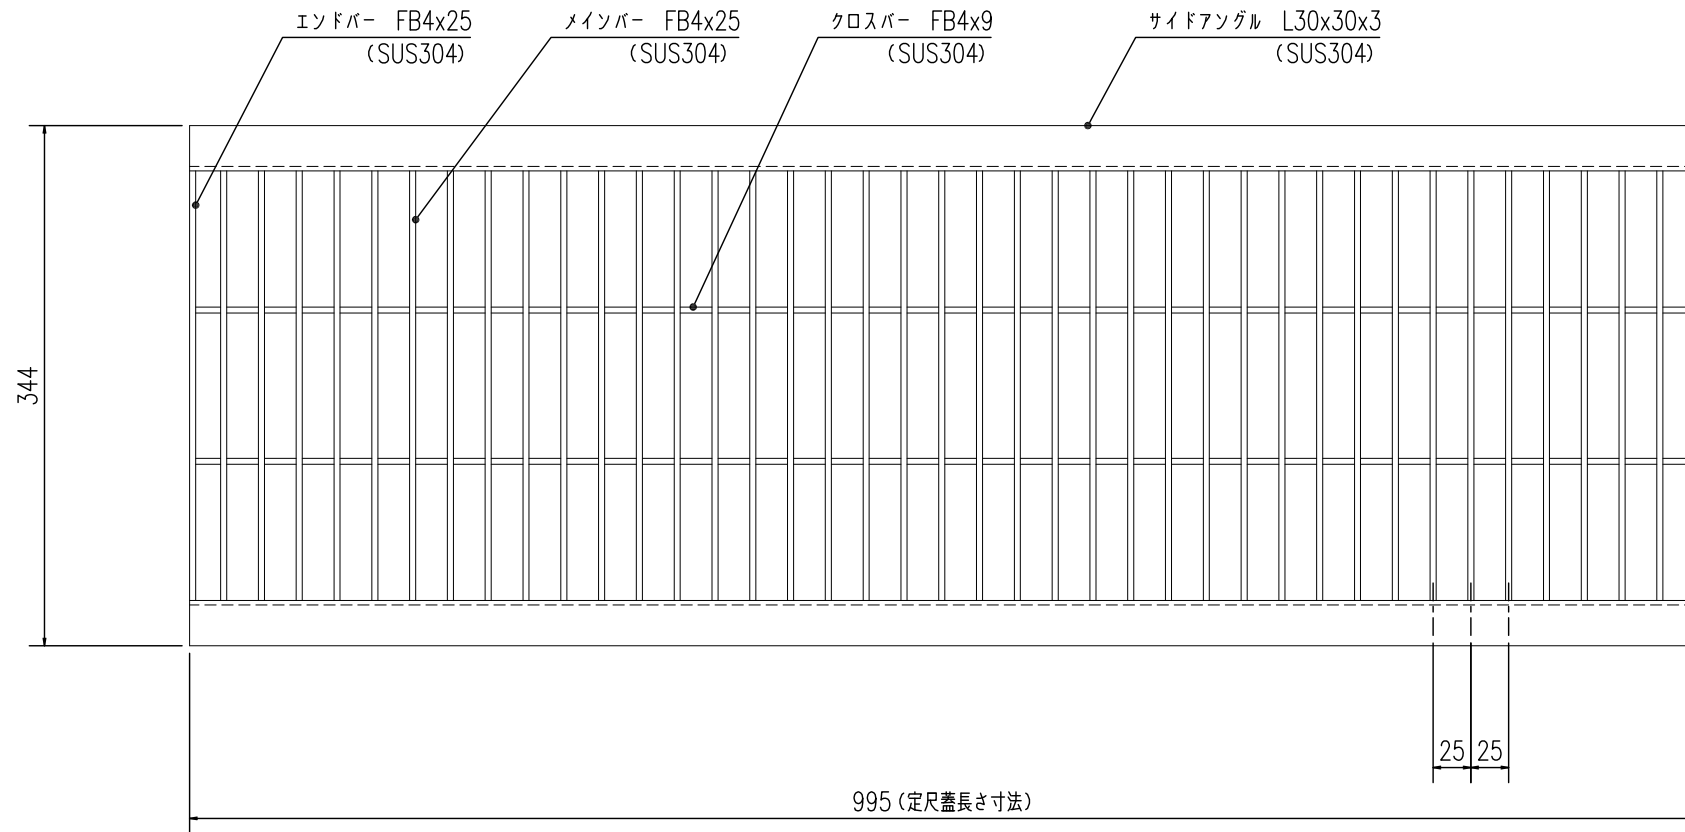 エンドバー FB4x25
(SUS304)
メインバー FB4x25
(SUS304)
クロスバー FB4x9
(SUS304)
サイドアングル L30x30x3
(SUS304)
344
25
25
995(定尺蓋長さ寸法)